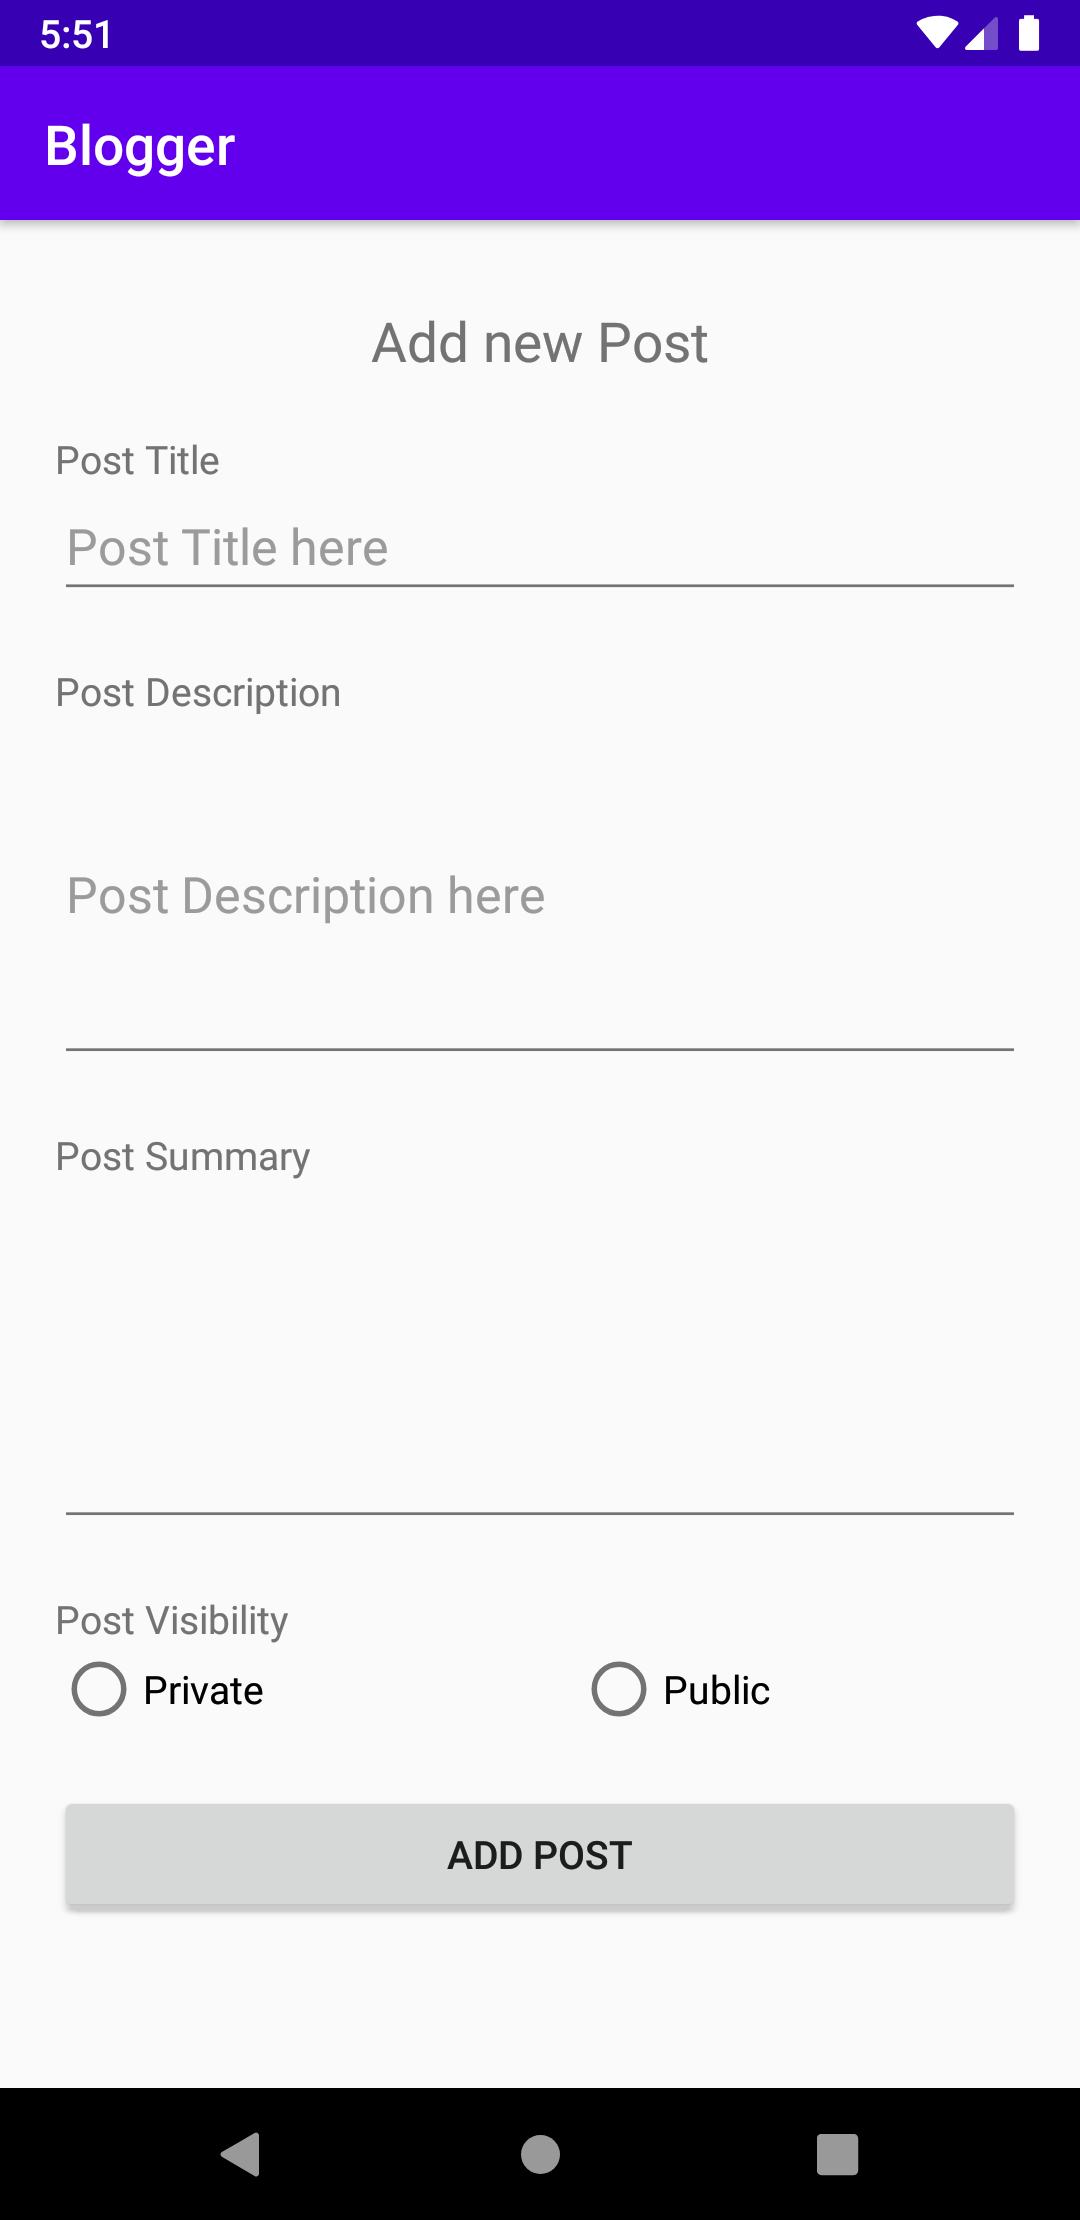 5:51
Blogger
Add new Post
Post Title
Post Title here
Post Description
Post Description here
Post Summary
Post Visibility
Private Public
ADD POST